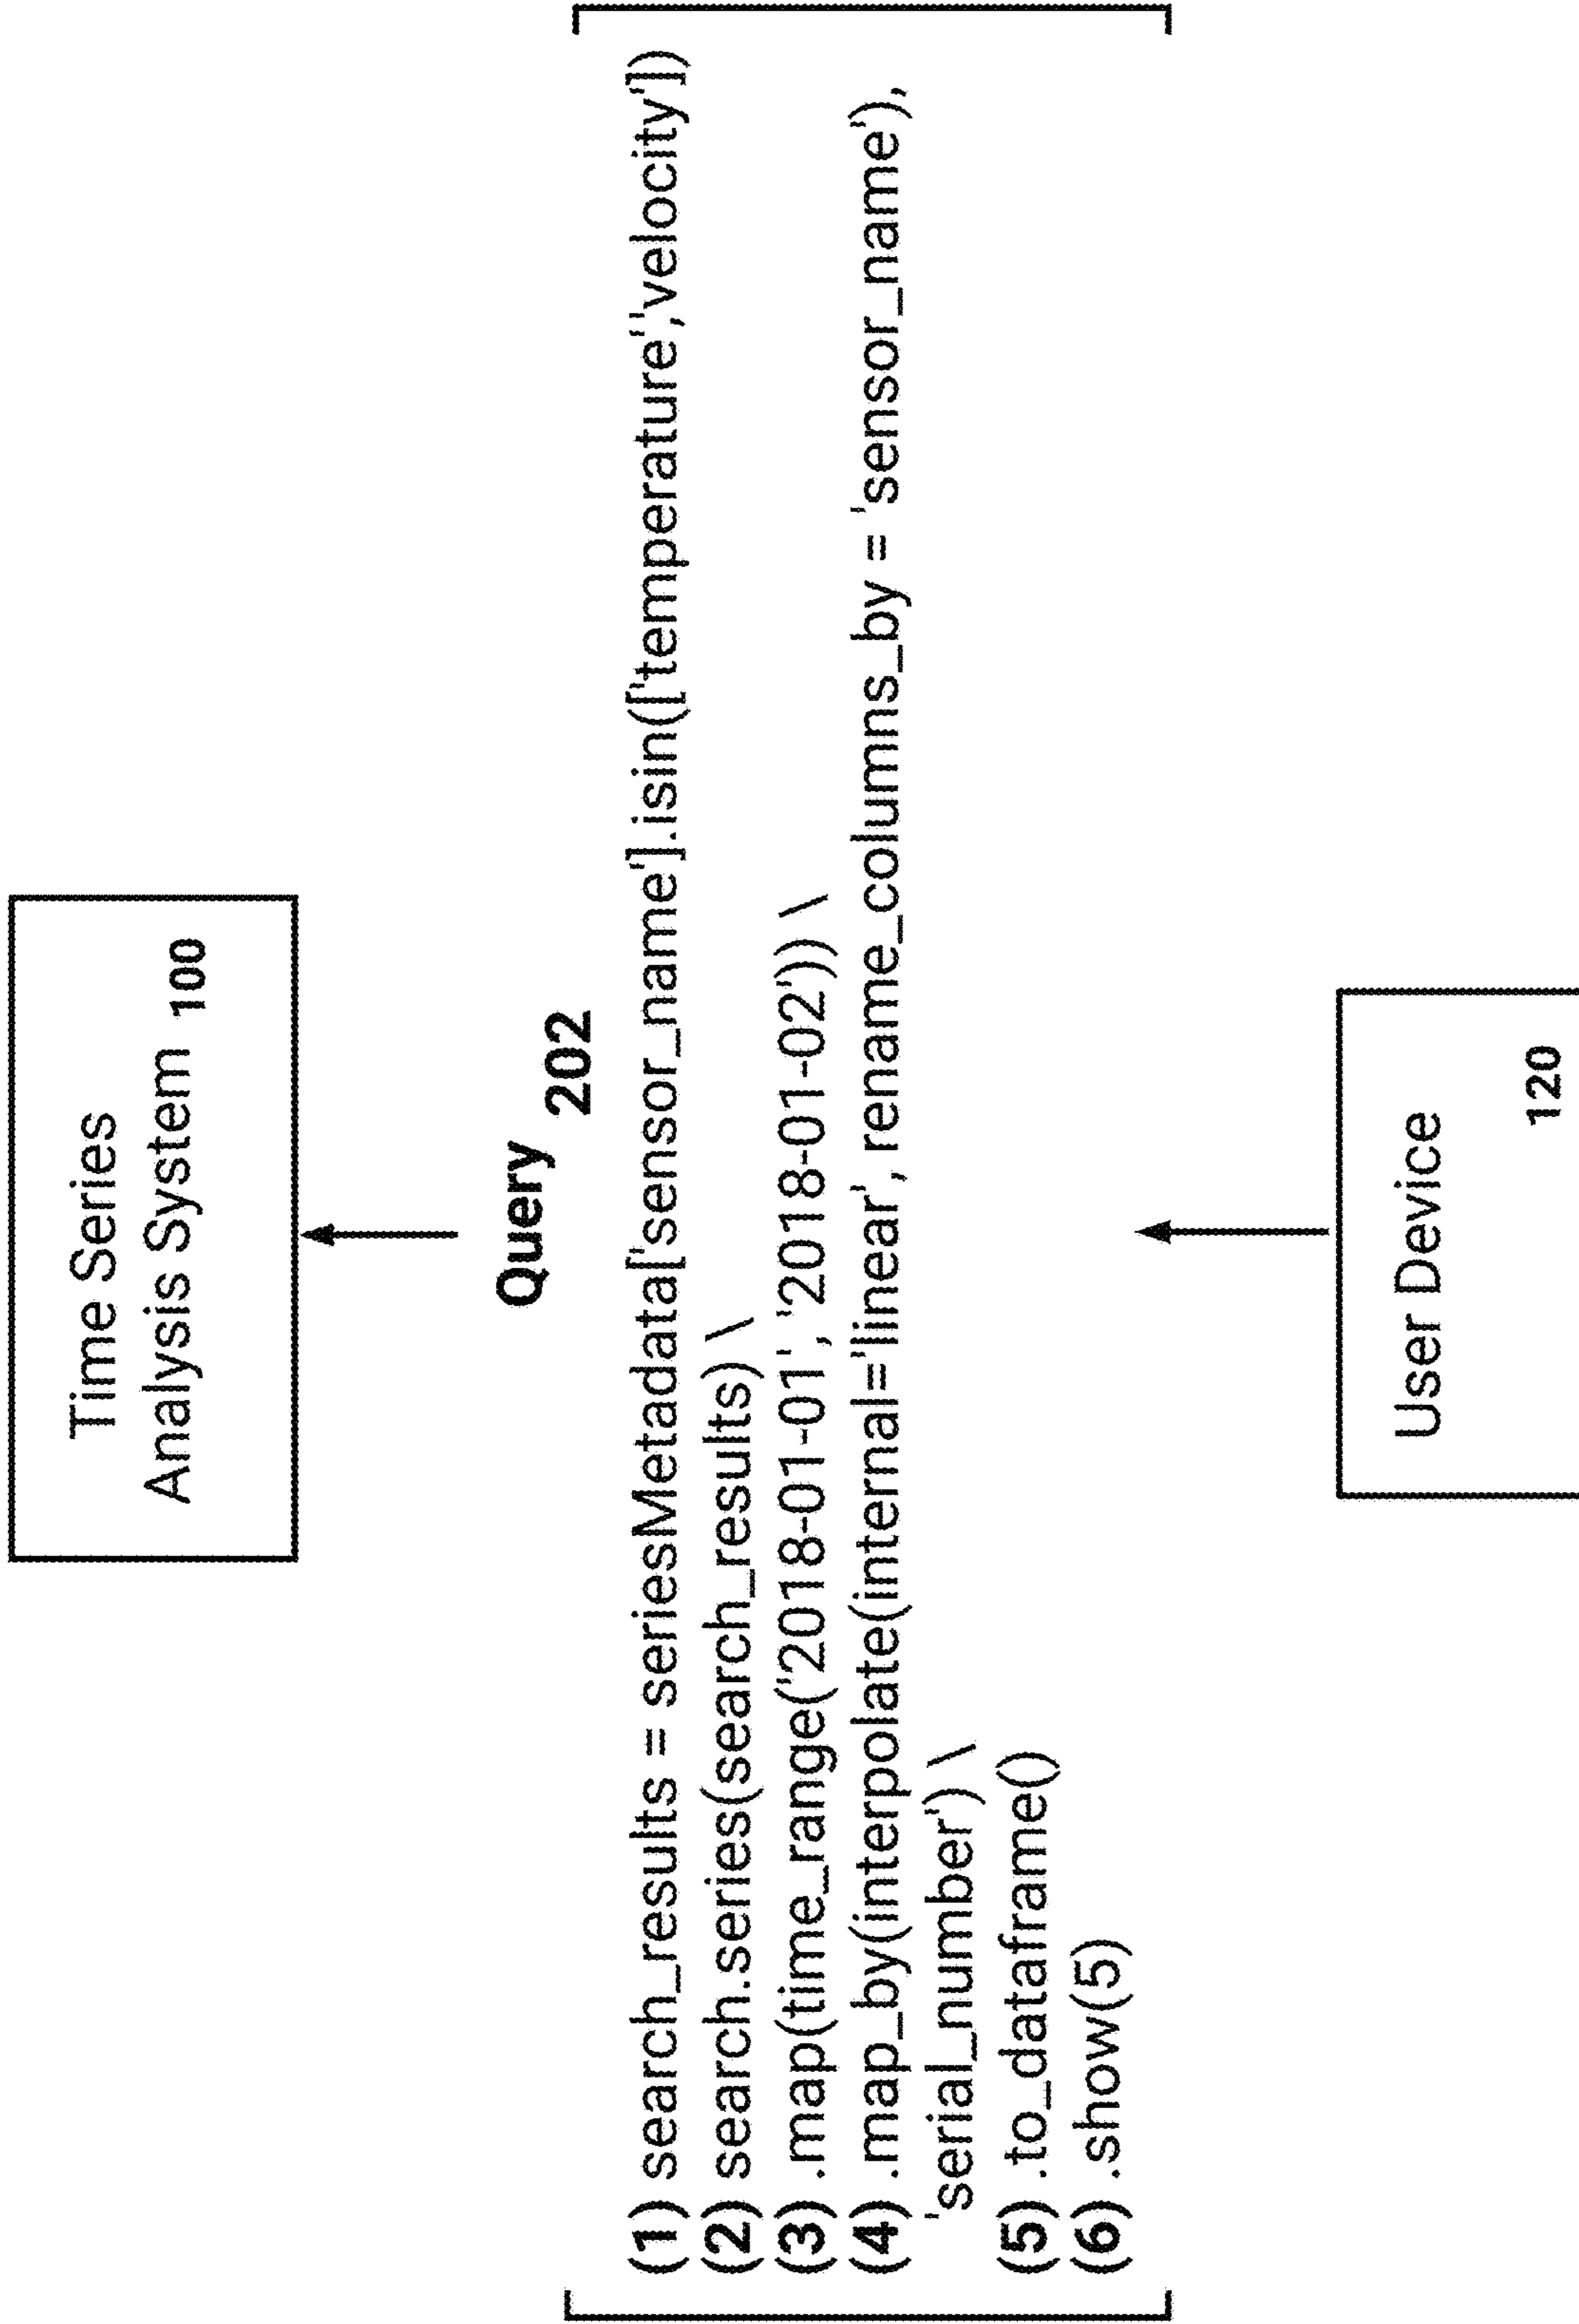 Time Series
Analysis System 100
Query 202
(1) search_results = seriesMetadata['sensor_name'].isin(['temperature','velocity'])
(2) search.series(search_results) \
(3) .map(time_range('2018-01-01', '2018-01-02')) \
(4) .map_by(interpolate(internal='linear', rename_columns_by = 'sensor_name'),
'serial_number') \
(5) .to_dataframe()
(6) .show(5)
User Device
120